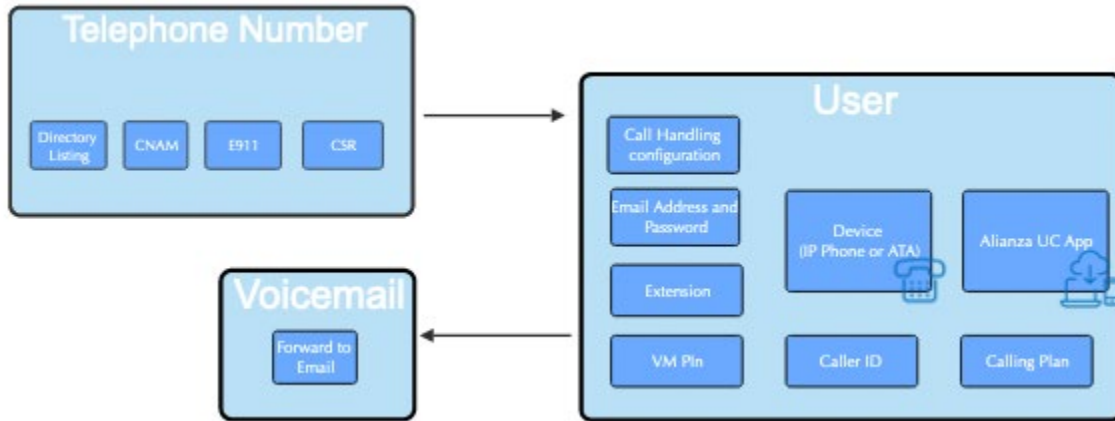 Telephone Number
Directory
Listing
CNAM
E911
CSR
User
Call Handling
configuration
Email Address and
Password
Device
(IP Phone or ATA)
Alianza UC App
Extension
VM PIn
Caller ID
Calling Plan
Voicemail
Forward to
Email